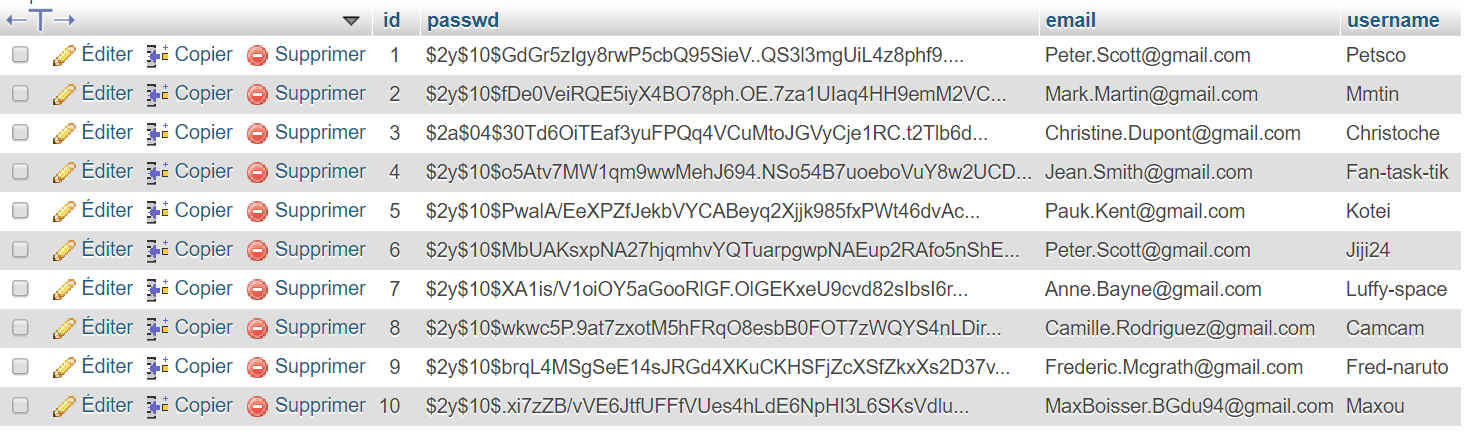 id passwd email username
Éditer Copier Supprimer 1 $2y$10$GdGr5zIgy8rwP5cbQ95SieV..QS3l3mgUiL4z8phf9.... Peter.Scott@gmail.com Petsco
Éditer Copier Supprimer 2 $2y$10$fDe0VeiRQE5iyX4BO78ph.OE.7za1UIaq4HH9emM2VC... Mark.Martin@gmail.com Mmtin
Éditer Copier Supprimer 3 $2a$04$30Td6OiTEaf3yuFPQq4VCuMtoJGVyCje1RC.t2Tlb6d... Christine.Dupont@gmail.com Christoche
Éditer Copier Supprimer 4 $2y$10$o5Atv7MW1qm9wwMehJ694.NSo54B7uoeboVuY8w2UCD... Jean.Smith@gmail.com Fan-task-tik
Éditer Copier Supprimer 5 $2y$10$PwalA/EeXPZfJekbVYCABeyq2Xjjk985fxPWt46dvAc... Pauk.Kent@gmail.com Kotei
Éditer Copier Supprimer 6 $2y$10$MbUAKsxpNA27hjqmhvYQTuarpgwpNAEup2RAfo5nShE... Peter.Scott@gmail.com Jiji24
Éditer Copier Supprimer 7 $2y$10$XA1is/V1oiOY5aGooRlGF.OlGEKxeU9cvd82sIbsI6r... Anne.Bayne@gmail.com Luffy-space
Éditer Copier Supprimer 8 $2y$10$wkwc5P.9at7zxotM5hFRqO8esbB0FOT7zWQYS4nLDir... Camille.Rodriguez@gmail.com Camcam
Éditer Copier Supprimer 9 $2y$10$brqL4MSgSeE14sJRGd4XKuCKHSFjZcXSfZkxXs2D37v... Frederic.Mcgrath@gmail.com Fred-naruto
Éditer Copier Supprimer 10 $2y$10$.xi7zZB/vVE6JtfUFFfVUes4hLdE6NpHI3L6SKsVdlu... MaxBoisser.BGdu94@gmail.com Maxou